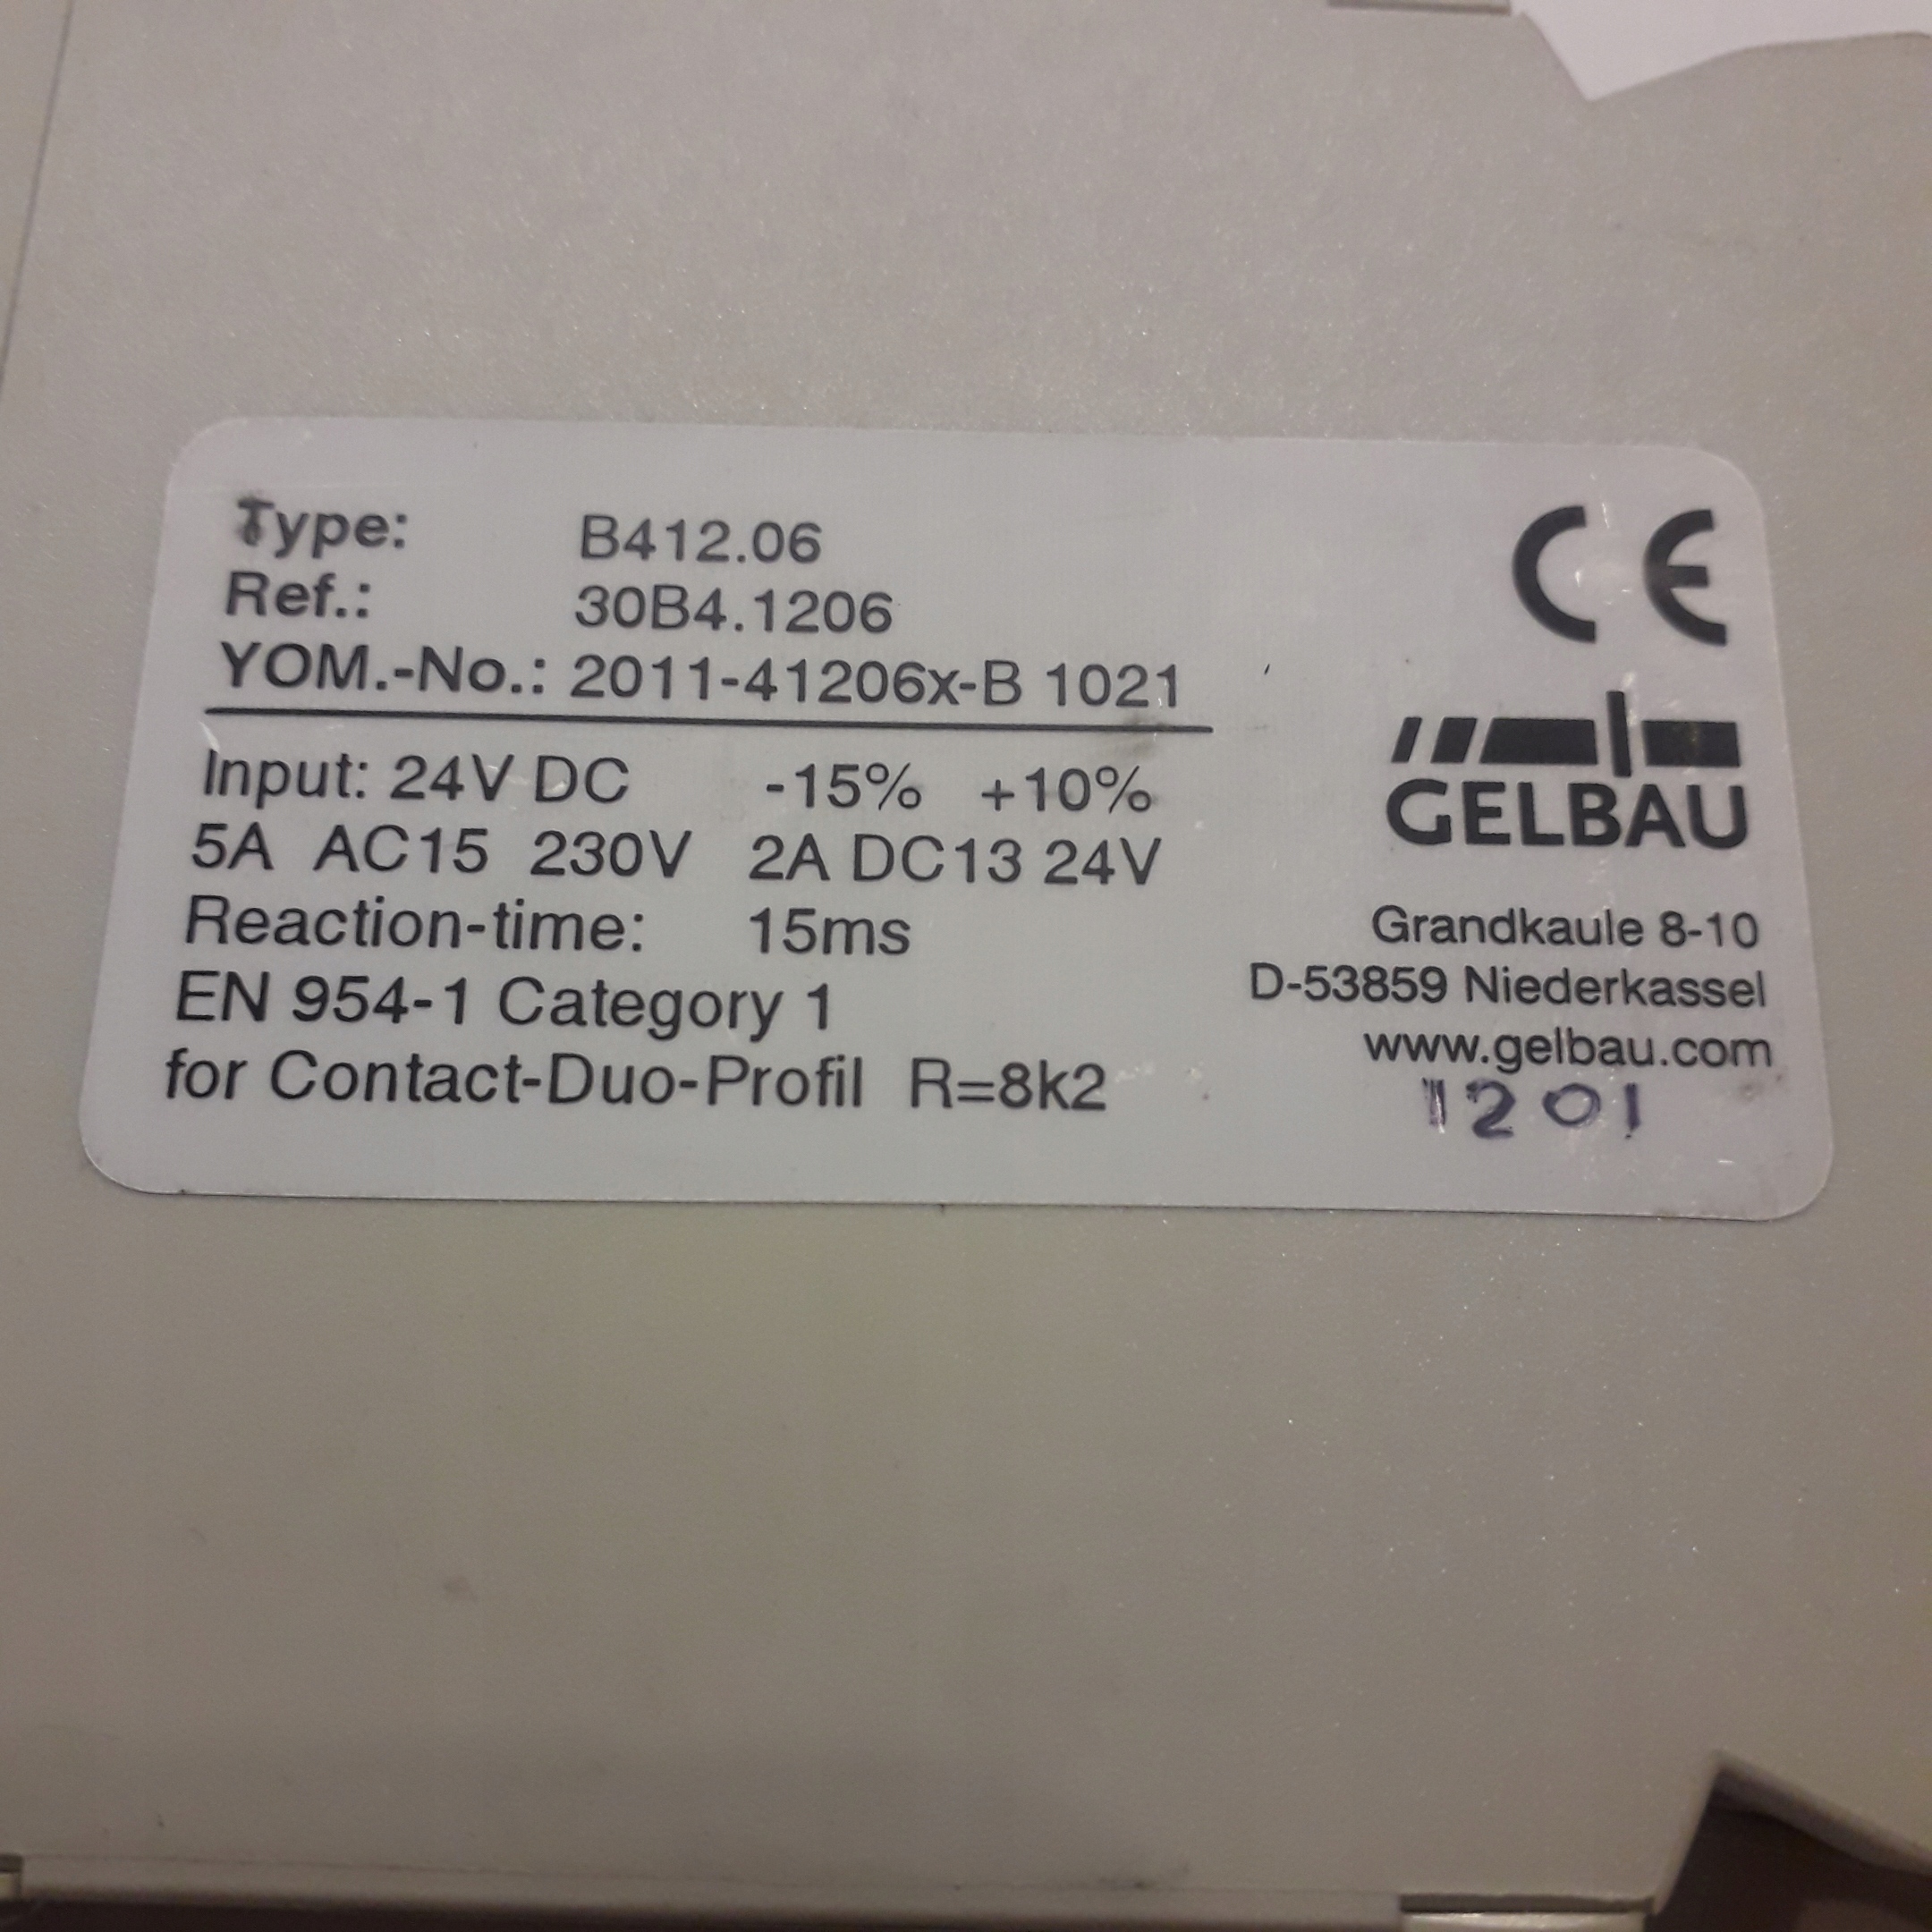 Type: B412.06
Ref.: 30B4.1206
YOM.-No.: 2011-41206x-B 1021
Input: 24V DC -15% +10%
5A AC15 230V 2A DC13 24V
Reaction-time: 15ms
EN 954-1 Category 1
for Contact-Duo-Profil R=8k2
CE
GELBAU
Grandkaule 8-10
D-53859 Niederkassel
www.gelbau.com
1201